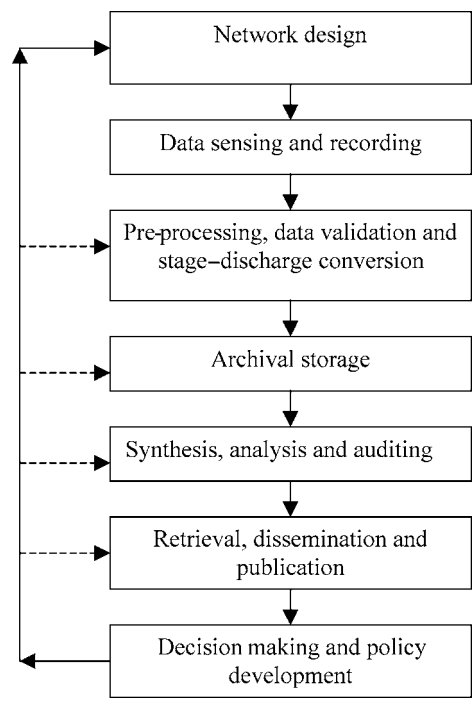 Network design
Data sensing and recording
Pre-processing, data validation and
stage–discharge conversion
Archival storage
Synthesis, analysis and auditing
Retrieval, dissemination and
publication
Decision making and policy
development